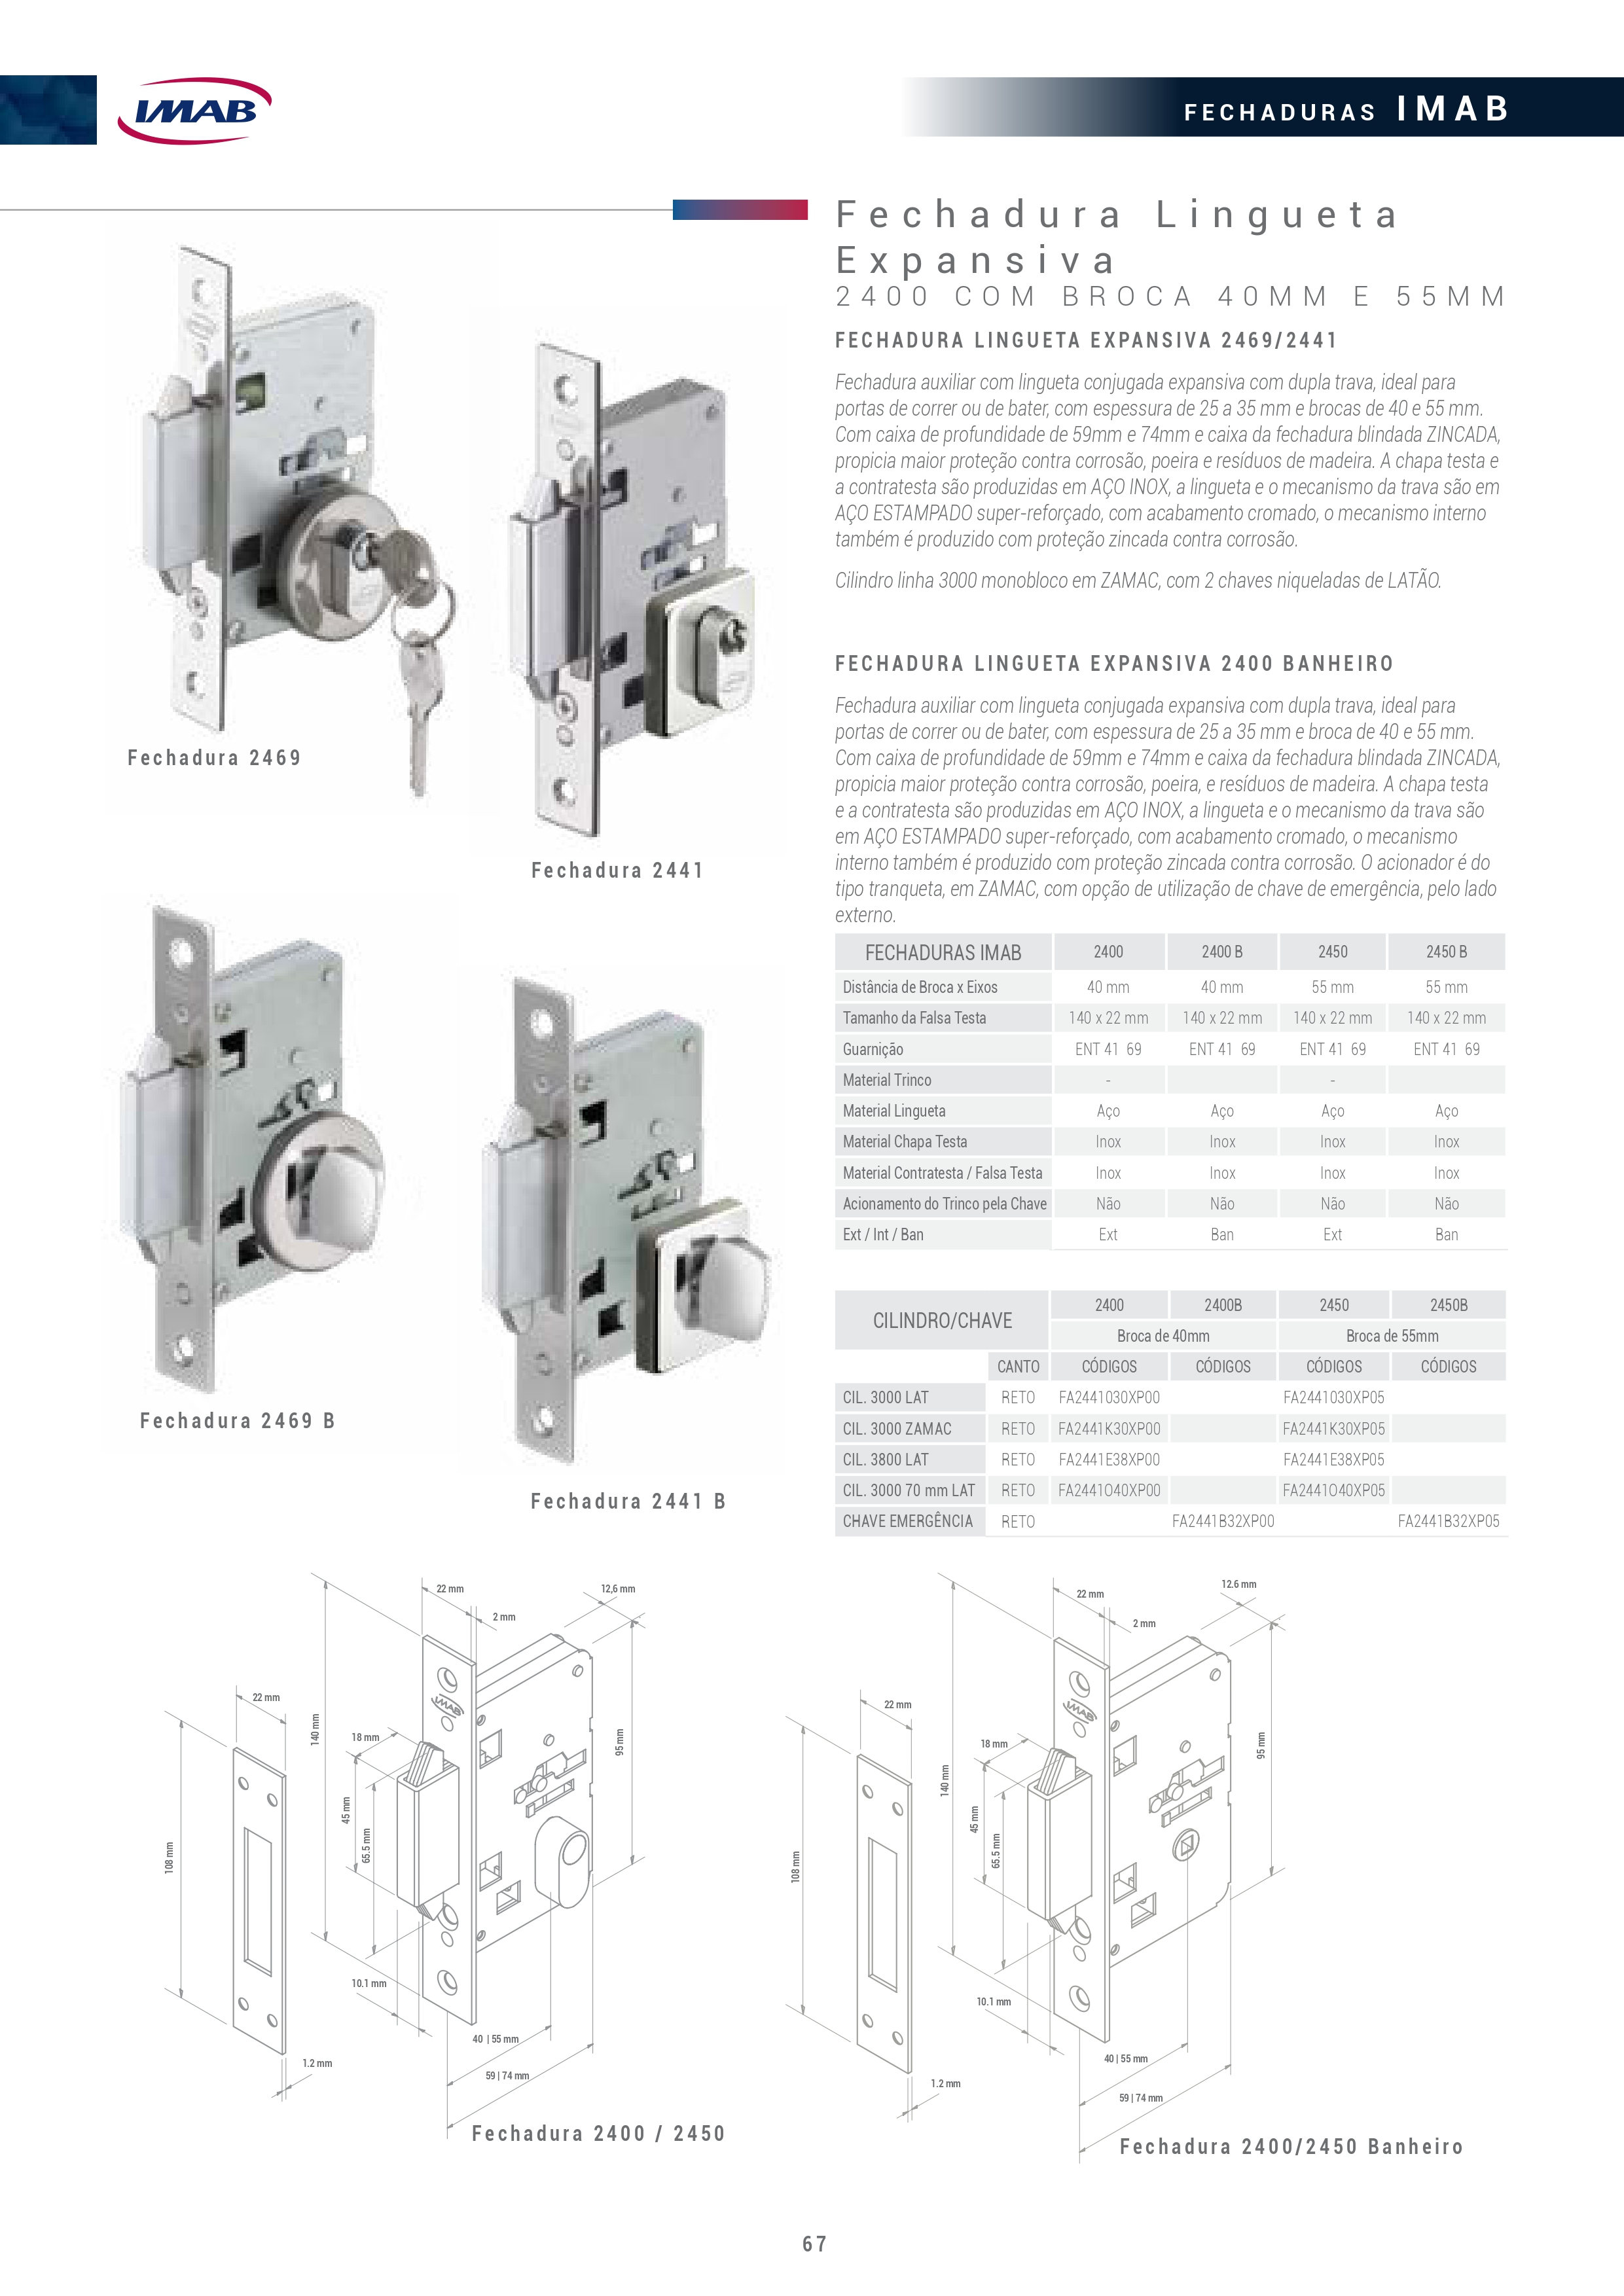 IMAB
FECHADURAS IMAB
Fechadura Lingueta
Expansiva
2400 COM BROCA 40MM E 55MM
FECHADURA LINGUETA EXPANSIVA 2469/2441
Fechadura auxiliar com lingueta conjugada expansiva com dupla trava, ideal para
portas de correr ou de bater, com espessura de 25 a 35 mm e brocas de 40 e 55 mm.
Com caixa de profundidade de 59mm e 74mm e caixa da fechadura blindada ZINCADA,
propicia maior proteção contra corrosão, poeira e resíduos de madeira. A chapa testa e
a contratesta são produzidas em AÇO INOX, a lingueta e o mecanismo da trava são em
AÇO ESTAMPADO super-reforçado, com acabamento cromado, o mecanismo interno
também é produzido com proteção zincada contra corrosão.
Cilindro linha 3000 monobloco em ZAMAC, com 2 chaves niqueladas de LATÃO.
FECHADURA LINGUETA EXPANSIVA 2400 BANHEIRO
Fechadura auxiliar com lingueta conjugada expansiva com dupla trava, ideal para
portas de correr ou de bater, com espessura de 25 a 35 mm e broca de 40 e 55 mm.
Com caixa de profundidade de 59mm e 74mm e caixa da fechadura blindada ZINCADA,
propicia maior proteção contra corrosão, poeira, e resíduos de madeira. A chapa testa
e a contratesta são produzidas em AÇO INOX, a lingueta e o mecanismo da trava são
em AÇO ESTAMPADO super-reforçado, com acabamento cromado, o mecanismo
interno também é produzido com proteção zincada contra corrosão. O acionador é do
tipo tranqueta, em ZAMAC, com opção de utilização de chave de emergência, pelo lado
externo.
Fechadura 2469
Fechadura 2441
Fechadura 2469 B
Fechadura 2441 B
FECHADURAS IMAB 2400 2400 B 2450 2450 B
Distância de Broca x Eixos 40 mm 40 mm 55 mm 55 mm
Tamanho da Falsa Testa 140 x 22 mm 140 x 22 mm 140 x 22 mm 140 x 22 mm
Guarnição ENT 41 69 ENT 41 69 ENT 41 69 ENT 41 69
Material Trinco - -
Material Lingueta Aço Aço Aço Aço
Material Chapa Testa Inox Inox Inox Inox
Material Contratesta / Falsa Testa Inox Inox Inox Inox
Acionamento do Trinco pela Chave Não Não Não Não
Ext / Int / Ban Ext Ban Ext Ban
CILINDRO/CHAVE 2400 2400B 2450 2450B
Broca de 40mm Broca de 55mm
CANTO CÓDIGOS CÓDIGOS CÓDIGOS CÓDIGOS
CIL. 3000 LAT RETO FA2441030XP00 FA2441030XP05
CIL. 3000 ZAMAC RETO FA2441K30XP00 FA2441K30XP05
CIL. 3800 LAT RETO FA2441E38XP00 FA2441E38XP05
CIL. 3000 70 mm LAT RETO FA2441O40XP00 FA2441O40XP05
CHAVE EMERGÊNCIA RETO FA2441B32XP00 FA2441B32XP05
22 mm
12,6 mm
2 mm
22 mm
140 mm
18 mm
95 mm
IMAB
45 mm
65.5 mm
108 mm
10.1 mm
40 | 55 mm
1.2 mm
59 | 74 mm
Fechadura 2400 / 2450
22 mm
12.6 mm
2 mm
22 mm
140 mm
18 mm
95 mm
IMAB
45 mm
65.5 mm
108 mm
10.1 mm
40 | 55 mm
1.2 mm
59 | 74 mm
Fechadura 2400/2450 Banheiro
67